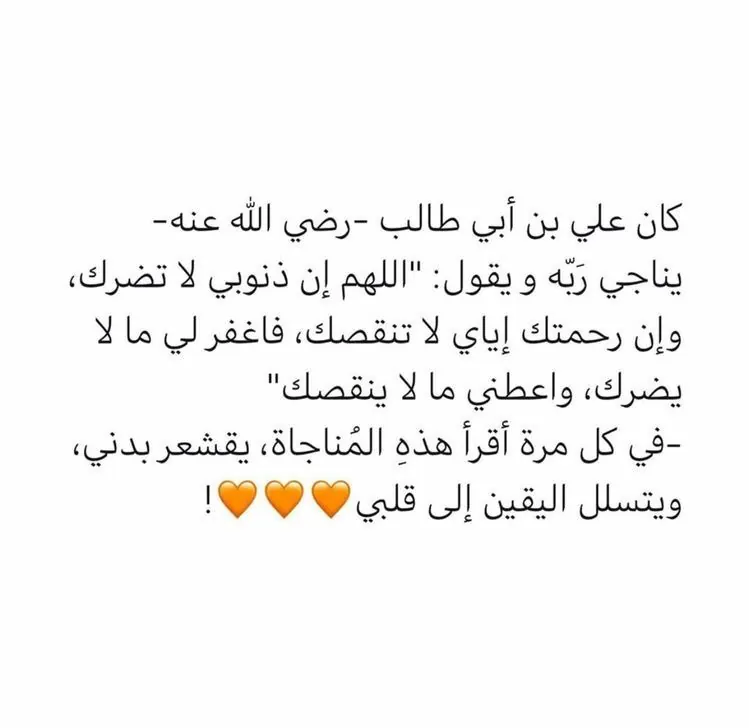 كان علي بن أبي طالب -رضي الله عنه-
يناجي رَبّه و يقول: "اللهم إن ذنوبي لا تضرك،
وإن رحمتك إياي لا تنقصك، فاغفر لي ما لا
يضرك، واعطني ما لا ينقصك"
-في كل مرة أقرأ هذهِ المُناجاة، يقشعر بدني،
ويتسلل اليقين إلى قلبي🧡🧡🧡!